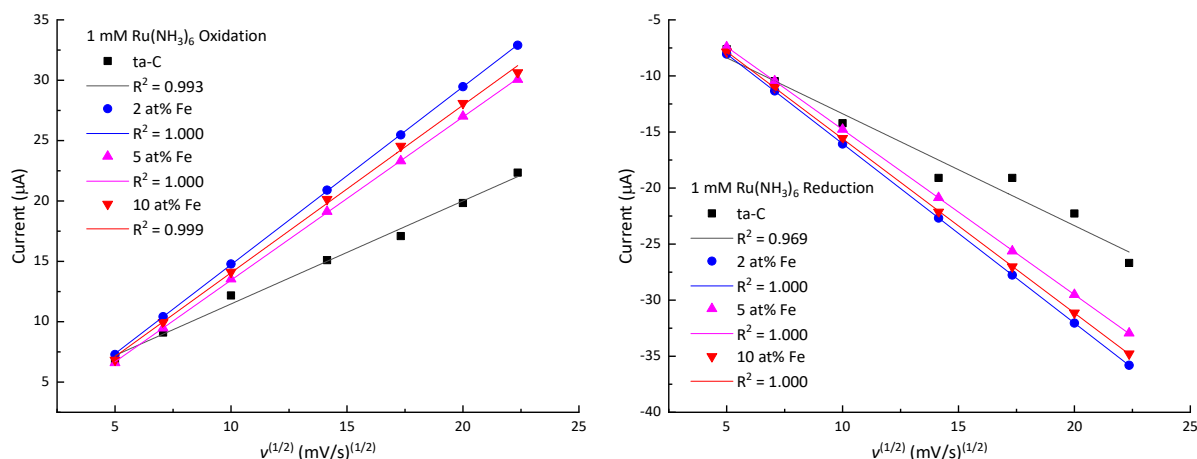 35
30
25
20
15
10
5
Current (µA)
1 mM Ru(NH3)6 Oxidation
ta-C
R² = 0.993
2 at% Fe
R² = 1.000
5 at% Fe
R² = 1.000
10 at% Fe
R² = 0.999
5
10
15
20
25
v(1/2) (mV/s)(1/2)
-5
-10
-15
-20
-25
-30
-35
-40
Current (µA)
1 mM Ru(NH3)6 Reduction
ta-C
R² = 0.969
2 at% Fe
R² = 1.000
5 at% Fe
R² = 1.000
10 at% Fe
R² = 1.000
5
10
15
20
25
v(1/2) (mV/s)(1/2)